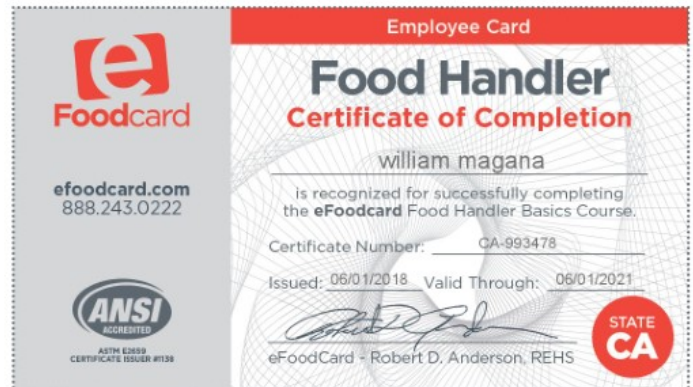 e
Foodcard
efoodcard.com
888.243.0222
ANSI
ACCREDITED
ASTM E2659
CERTIFICATE ISSUER #1138
Employee Card
Food Handler
Certificate of Completion
william magana
is recognized for successfully completing
the eFoodcard Food Handler Basics Course.
Certificate Number: CA-993478
Issued: 06/01/2018 Valid Through: 06/01/2021
eFoodCard - Robert D. Anderson, REHS
STATE
CA